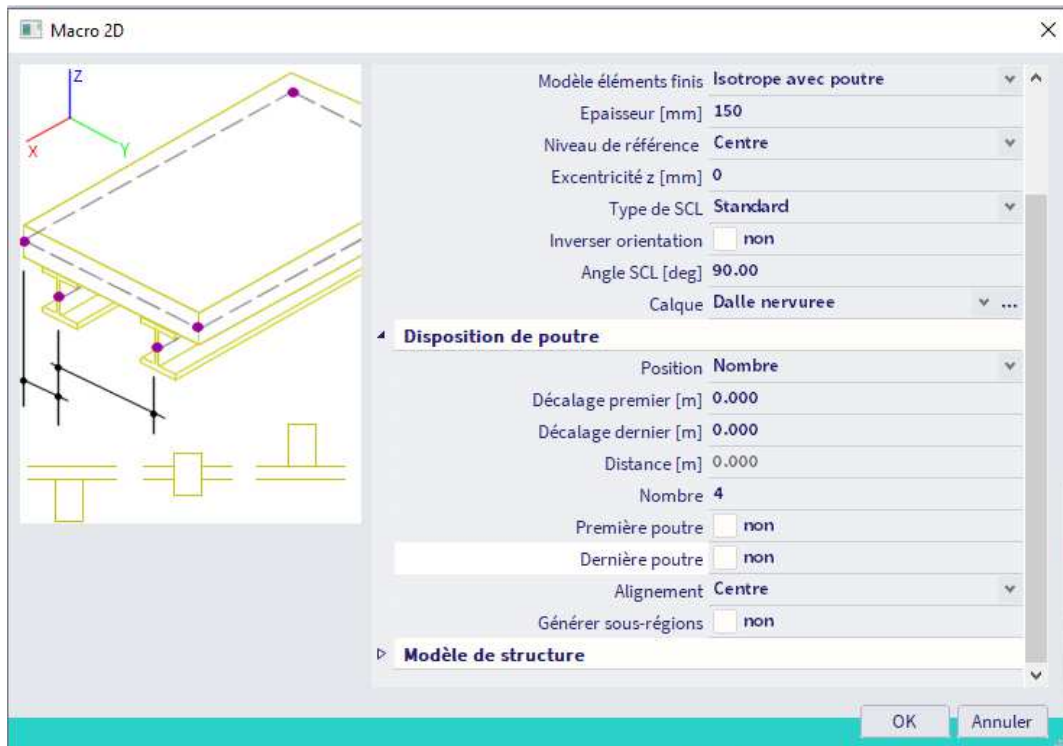 Macro 2D
Z
X
Y
Modèle éléments finis Isotrope avec poutre
Epaisseur [mm] 150
Niveau de référence Centre
Excentricité z [mm] 0
Type de SCL Standard
Inverser orientation non
Angle SCL [deg] 90.00
Calque Dalle nervuree ...
Disposition de poutre
Position Nombre
Décalage premier [m] 0.000
Décalage dernier [m] 0.000
Distance [m] 0.000
Nombre 4
Première poutre non
Dernière poutre non
Alignement Centre
Générer sous-régions non
Modèle de structure
OK Annuler